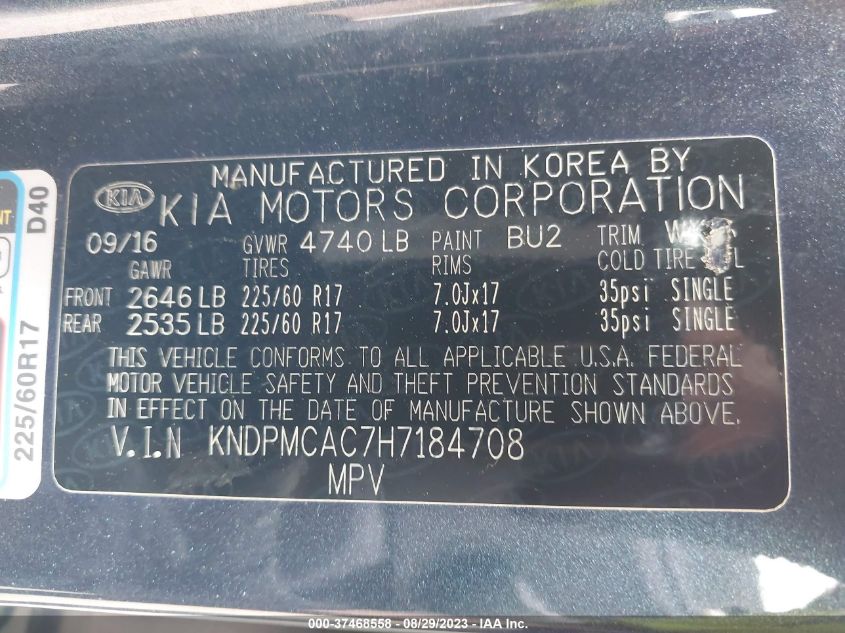 MANUFACTURED IN KOREA BY
KIA KIA MOTORS CORPORATION
09/16 GVWR 4740 LB PAINT BU2 TRIM
GAWR TIRES RIMS COLD TIRE
FRONT 2646 LB 225/60 R17 7.0Jx17 35psi SINGLE
REAR 2535 LB 225/60 R17 7.0Jx17 35psi SINGLE
THIS VEHICLE CONFORMS TO ALL APPLICABLE U.S.A. FEDERAL
MOTOR VEHICLE SAFETY AND THEFT PREVENTION STANDARDS
IN EFFECT ON THE DATE OF MANUFACTURE SHOWN ABOVE.
V.I.N KNDPMCAC7H7184708
MPV
225/60R17 D40
000-37468558 - 08/29/2023 - IAA Inc.